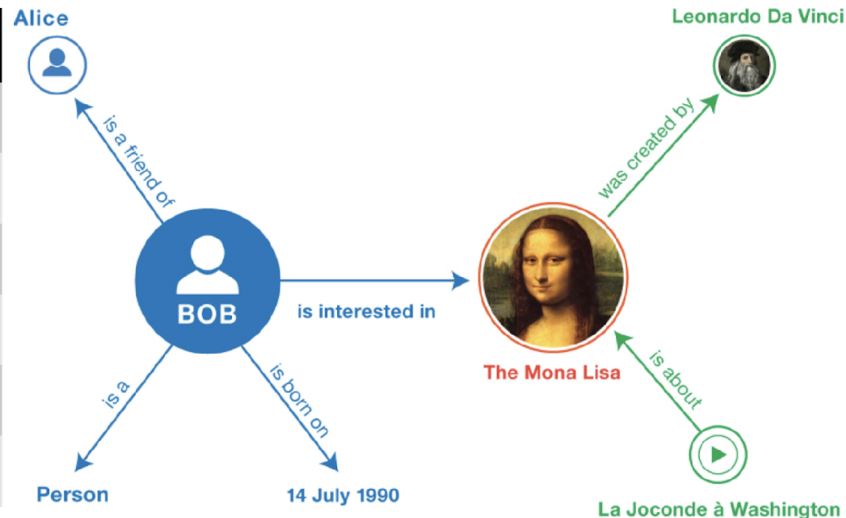 Alice
Leonardo Da Vinci
is a friend of
was created by
BOB
is interested in
The Mona Lisa
is a
is born on
is about
Person
14 July 1990
La Joconde à Washington